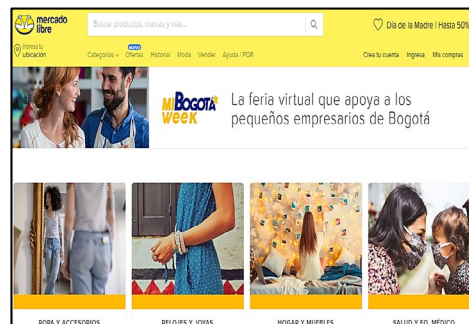 mercado
libre
Buscar productos, marcas y más...
Día de la Madre | Hasta 50%
Ingresa tu
ubicación
NUEVO
Categorías Ofertas Historial Moda Vender Ayuda / PQR
Crea tu cuenta Ingresa Mis compras
MiBOGOTÁ
WEEK
La feria virtual que apoya a los
pequeños empresarios de Bogotá
ROPA Y ACCESORIOS
RELOJES Y JOYAS
HOGAR Y MUEBLES
SALUD Y EQ. MÉDICO